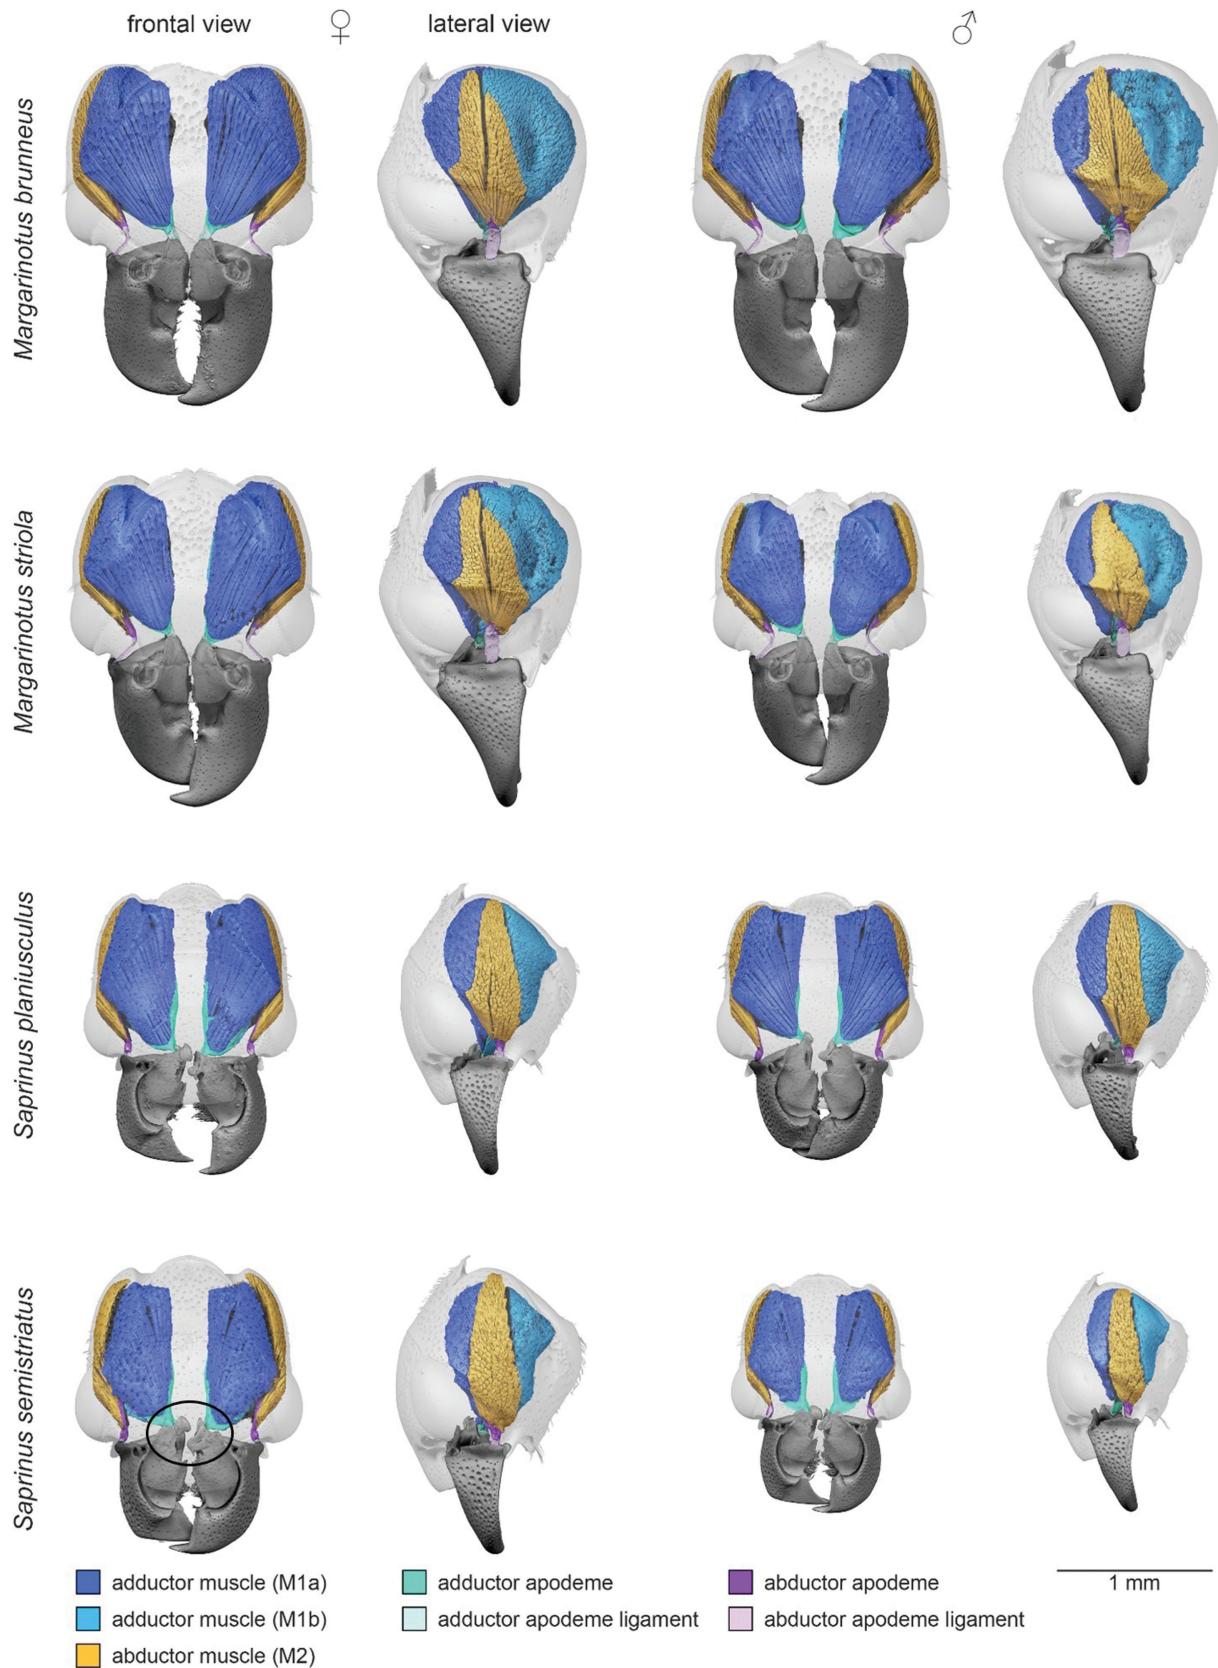 frontal view ♀ lateral view ♂
Margarinotus brunneus
Margarinotus striola
Saprinus planiusculus
Saprinus semistriatus
adductor muscle (M1a)
adductor muscle (M1b)
abductor muscle (M2)
adductor apodeme
adductor apodeme ligament
abductor apodeme
abductor apodeme ligament
1 mm